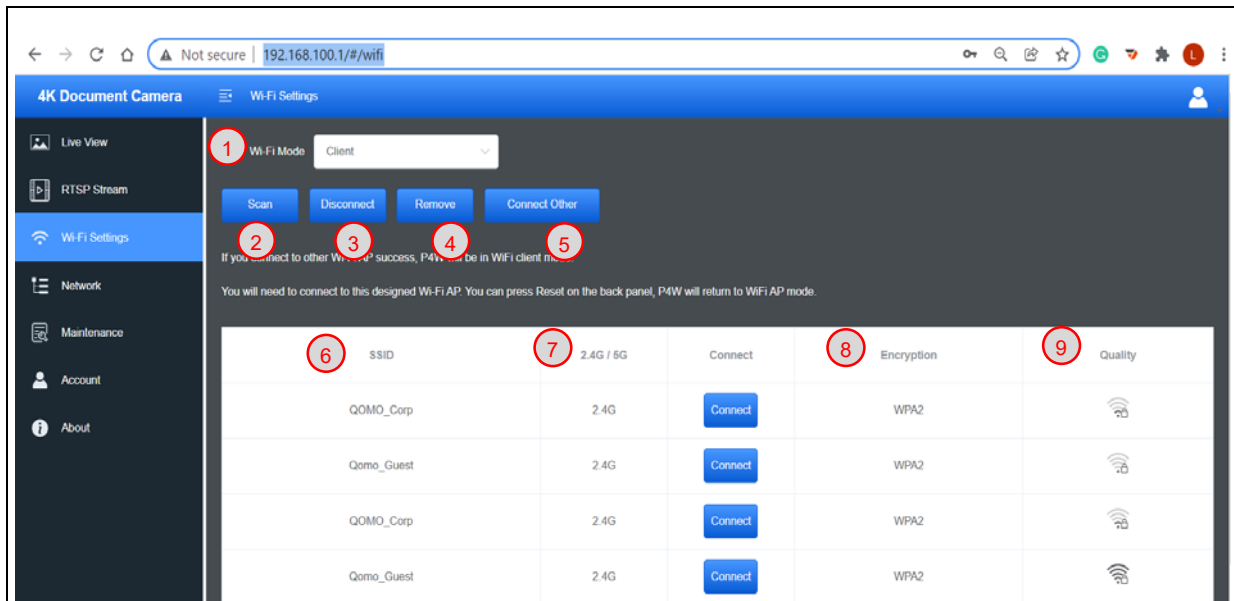 Not secure | 192.168.100.1/#/wifi
L
4K Document Camera
Wi-Fi Settings
Live View
RTSP Stream
Wi-Fi Settings
Network
Maintenance
Account
About
1 Wi-Fi Mode Client
Scan Disconnect Remove Connect Other
2 3 4 5
If you connect to other AP success, P4W be in WiFi client
You will need to connect to this designed Wi-Fi AP. You can press Reset on the back panel, P4W will return to WiFi AP mode.
6 SSID 7 2.4G / 5G Connect 8 Encryption 9 Quality
QOMO_Corp 2.4G Connect WPA2
Qomo_Guest 2.4G Connect WPA2
QOMO_Corp 2.4G Connect WPA2
Qomo_Guest 2.4G Connect WPA2